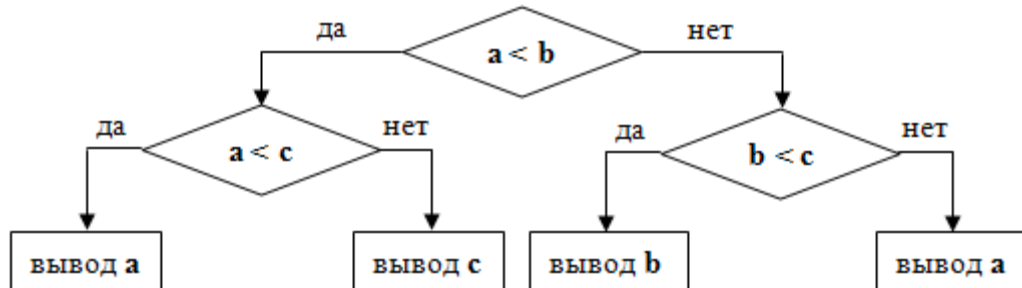 да
a < b
нет
да
a < c
нет
да
b < c
нет
вывод a
вывод c
вывод b
вывод a